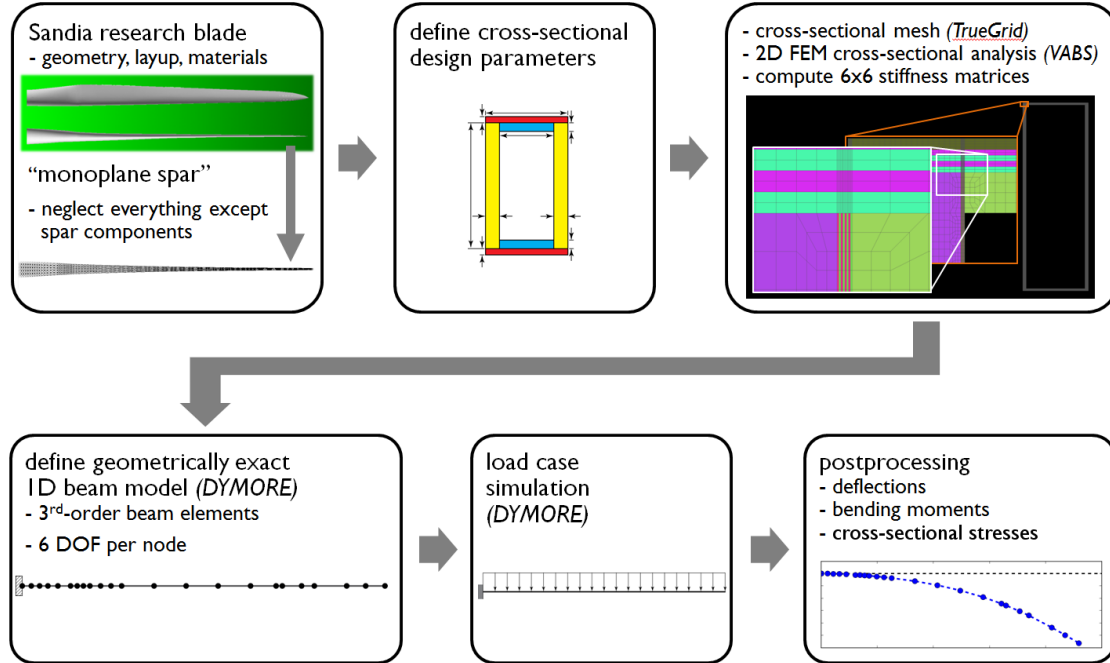 Sandia research blade
- geometry, layup, materials
"monoplane spar"
- neglect everything except
spar components
define cross-sectional
design parameters
- cross-sectional mesh (TrueGrid)
- 2D FEM cross-sectional analysis (VABS)
- compute 6x6 stiffness matrices
define geometrically exact
1D beam model (DYMORE)
- 3rd-order beam elements
- 6 DOF per node
load case
simulation
(DYMORE)
postprocessing
- deflections
- bending moments
- cross-sectional stresses